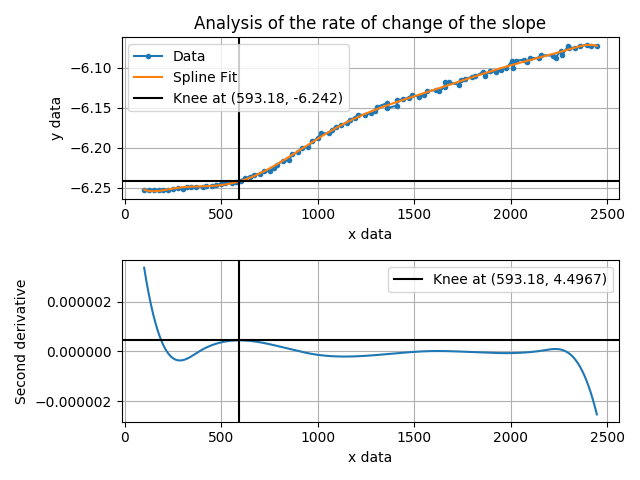 Analysis of the rate of change of the slope
Data
Spline Fit
Knee at (593.18, -6.242)
y data
−6.10
−6.15
−6.20
−6.25
0 500 1000 1500 2000 2500
x data
Knee at (593.18, 4.4967)
Second derivative
0.000002
0.000000
−0.000002
0 500 1000 1500 2000 2500
x data